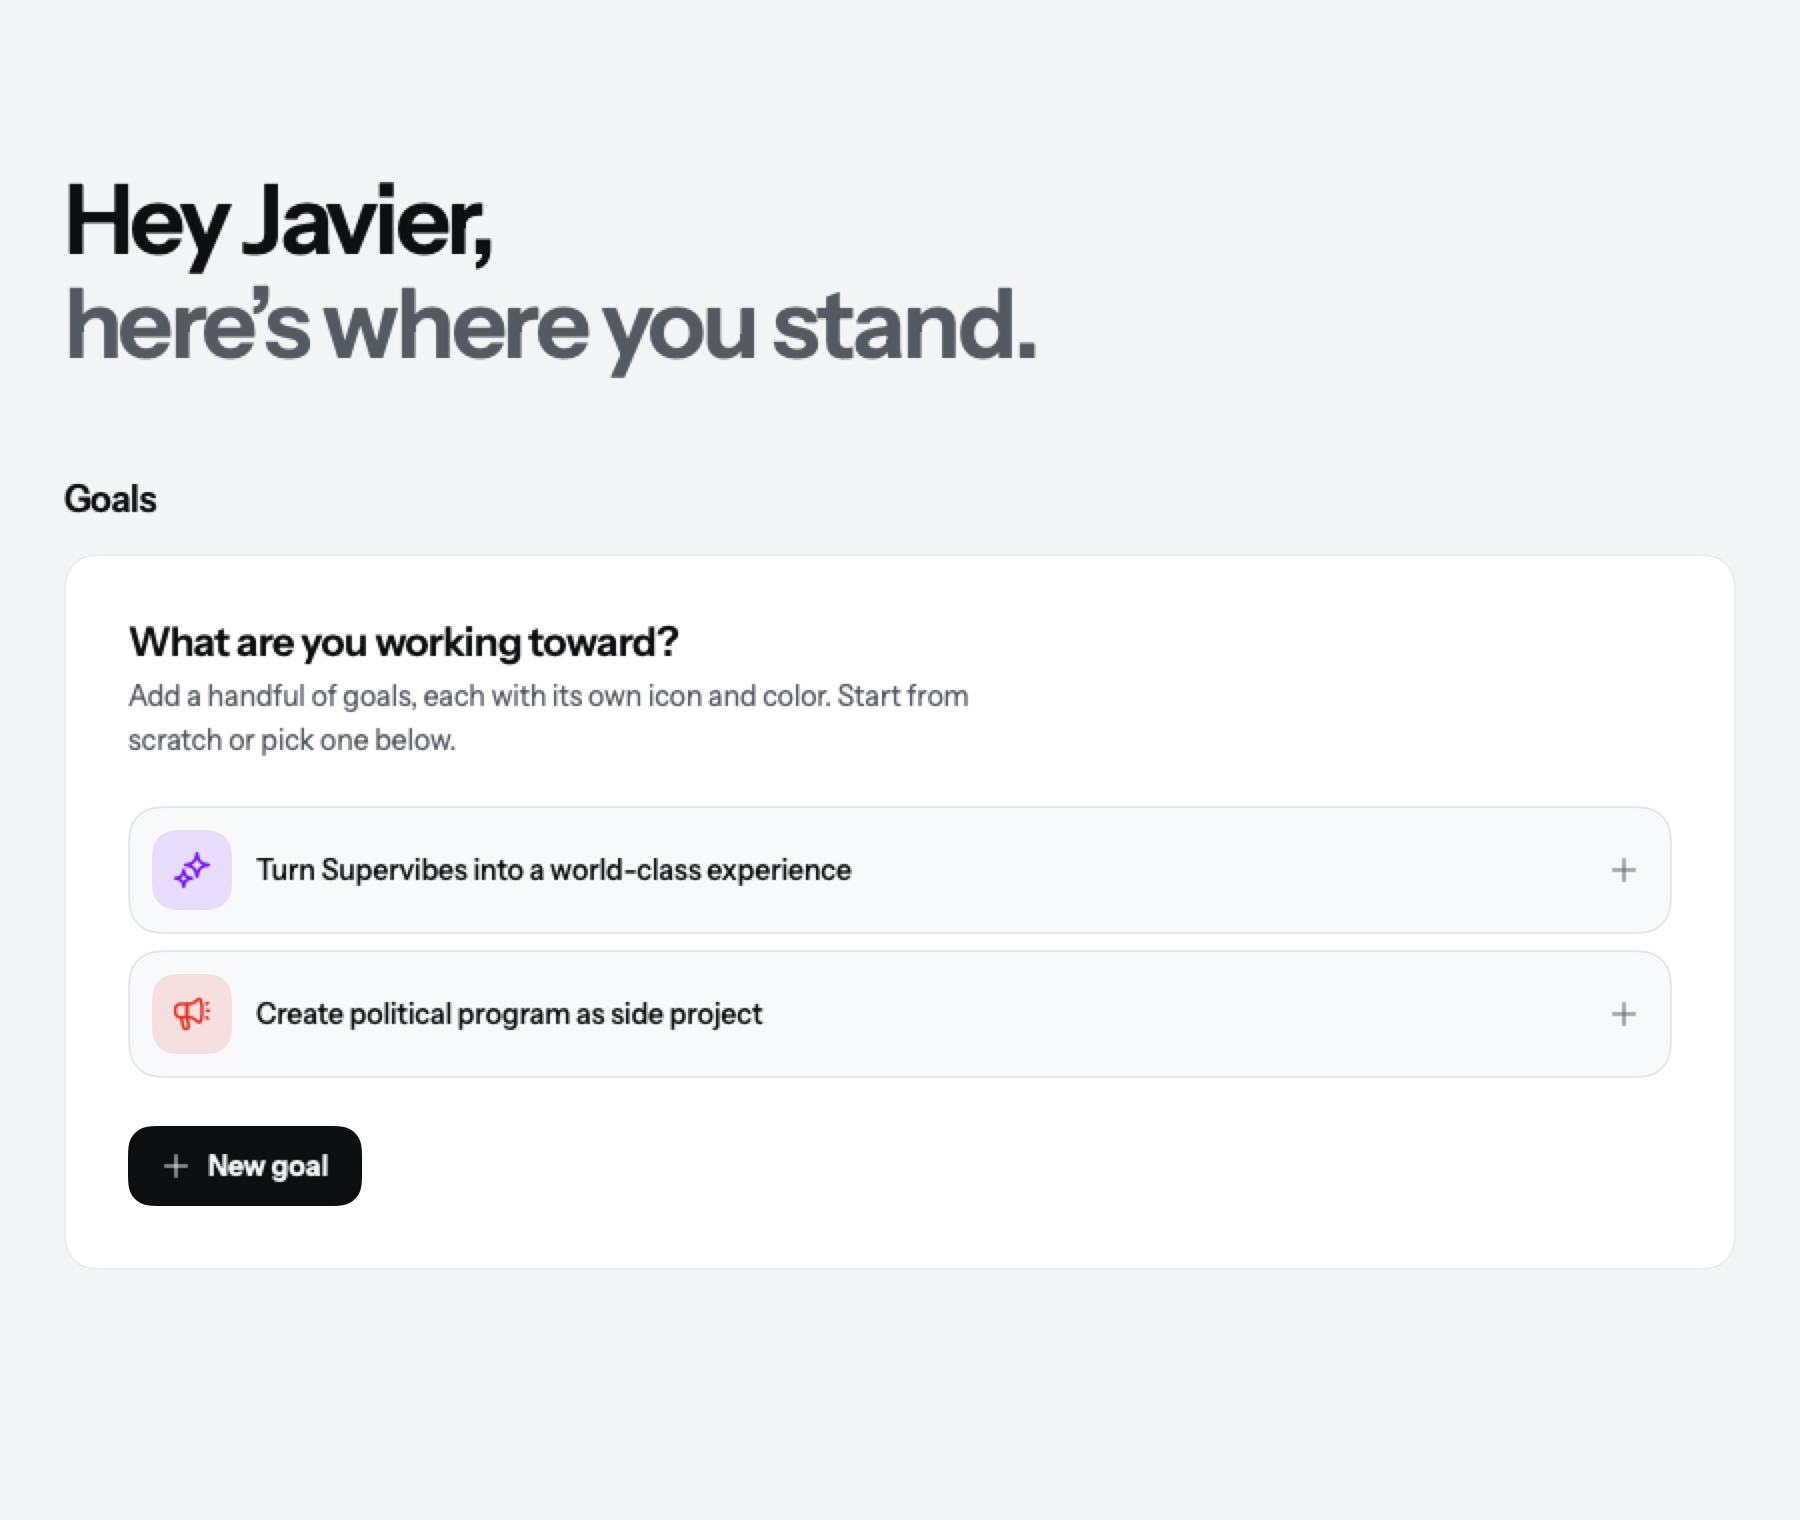 Hey Javier,
here’s where you stand.
Goals
What are you working toward?
Add a handful of goals, each with its own icon and color. Start from
scratch or pick one below.
Turn Supervibes into a world-class experience
Create political program as side project
New goal